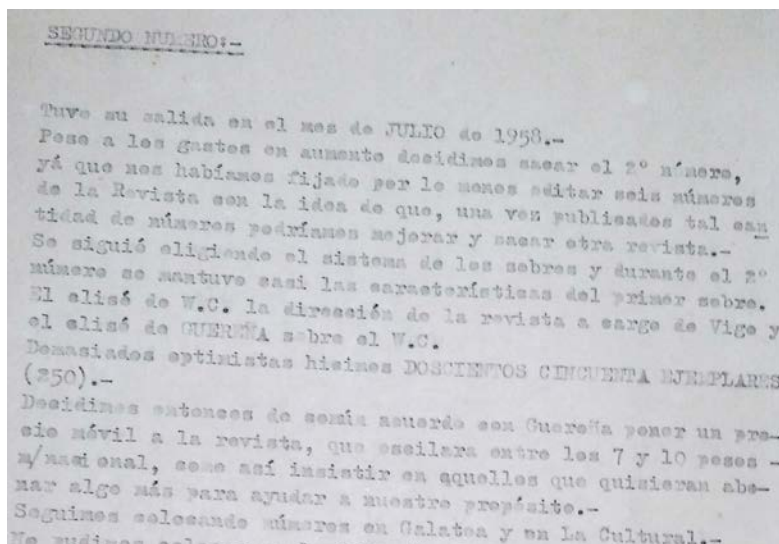 SEGUNDO NUMERO:-
Tuvo su salida en el mes de JULIO de 1958.-
Pese a los gastos en aumento decidimos sacar el 2º número,
yá que nos habíamos fijado por lo menos editar seis números
de la Revista con la idea de que, una vez publicados tal can
tidad de números podríamos mejorar y sacar otra revista.-
Se siguió eligiendo el sistema de los sobres y durante el 2º
número se mantuvo casi las características del primer sobre.
El clisé de W.C. la dirección de la revista a cargo de Vigo y
el clisé de GUEREÑA sobre el W.C.
Demasiados optimistas hicimos DOSCIENTOS CINCUENTA EJEMPLARES
(250).-
Decidimos entonces de común acuerdo con Guereña poner un pre-
cio móvil a la revista, que oscilara entre los 7 y 10 pesos -
m/nacional, como así insistir en aquellos que quisieran abo-
nar algo más para ayudar a nuestro propósito.-
Seguimos colocando números en Galatea y en La Cultural.-
No pudimos